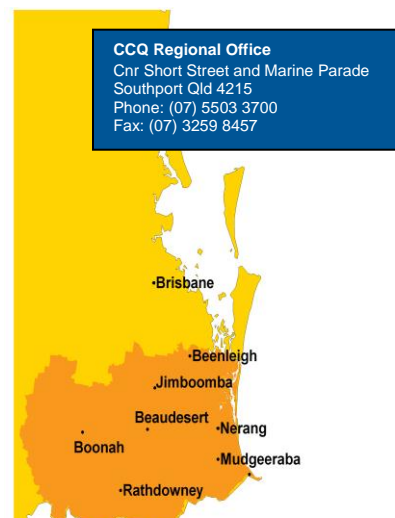 CCQ Regional Office
Cnr Short Street and Marine Parade
Southport Qld 4215
Phone: (07) 5503 3700
Fax: (07) 3259 8457
Brisbane
Beenleigh
Jimboomba
Beaudesert
Nerang
Boonah
Mudgeeraba
Rathdowney